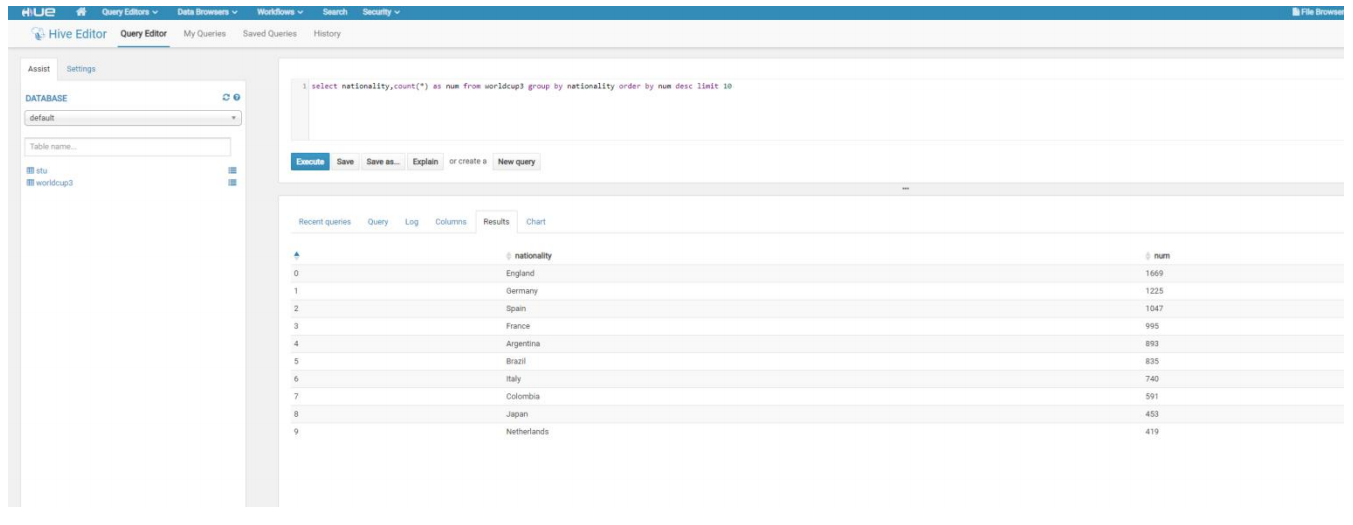 HUE Query Editors Data Browsers Workflows Search Security File Browser
Hive Editor Query Editor My Queries Saved Queries History
Assist Settings
DATABASE
default
Table name...
stu
worldcup3
1 select nationality,count(*) as num from worldcup3 group by nationality order by num desc limit 10
Execute Save Save as... Explain or create a New query
Recent queries Query Log Columns Results Chart
nationality num
0 England 1669
1 Germany 1225
2 Spain 1047
3 France 995
4 Argentina 893
5 Brazil 835
6 Italy 740
7 Colombia 591
8 Japan 453
9 Netherlands 419